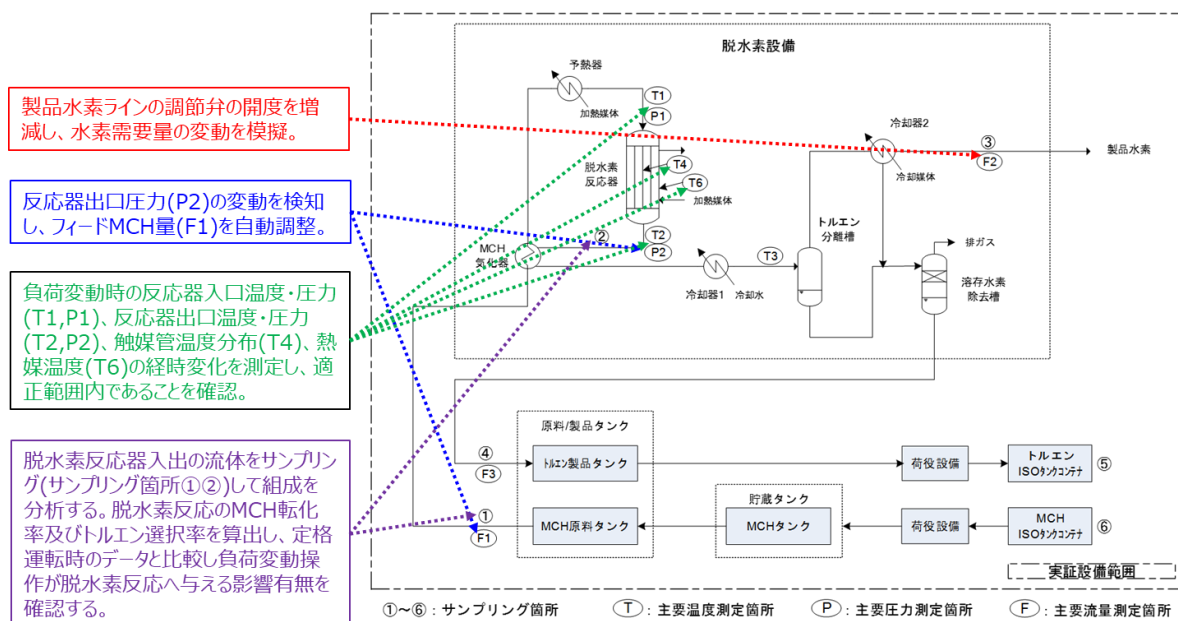 製品水素ラインの調節弁の開度を増
減し、水素需要量の変動を模擬。
反応器出口圧力(P2)の変動を検知
し、フィードMCH量(F1)を自動調整。
負荷変動時の反応器入口温度・圧力
(T1,P1)、反応器出口温度・圧力
(T2,P2)、触媒管温度分布(T4)、熱
媒温度(T6)の経時変化を測定し、適
正範囲内であることを確認。
脱水素反応器入出の流体をサンプリン
グ(サンプリング箇所①②)して組成を
分析する。脱水素反応のMCH転化
率及びトルエン選択率を算出し、定格
運転時のデータと比較し負荷変動操
作が脱水素反応へ与える影響有無を
確認する。
脱水素設備
予熱器
加熱媒体
T1
P1
脱水素
反応器
T4
T6
加熱媒体
②
T2
P2
MCH
気化器
冷却器1
冷却水
T3
トルエン
分離槽
冷却器2
冷却媒体
③
F2
製品水素
排ガス
溶存水素
除去槽
原料/製品タンク
④
F3
トルエン製品タンク
荷役設備
トルエン
ISOタンクコンテナ
⑤
貯蔵タンク
①
F1
MCH原料タンク
MCHタンク
荷役設備
MCH
ISOタンクコンテナ
⑥
実証設備範囲
①～⑥：サンプリング箇所
T：主要温度測定箇所
P：主要圧力測定箇所
F：主要流量測定箇所